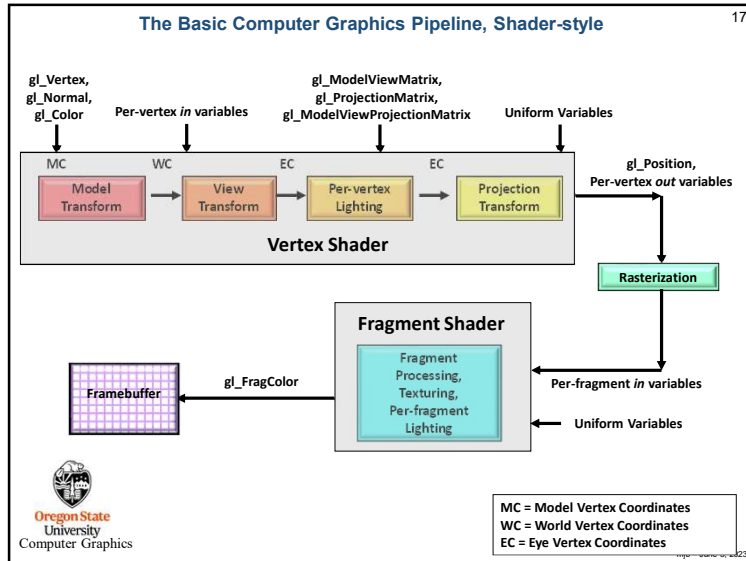 The Basic Computer Graphics Pipeline, Shader-style
17
gl_Vertex,
gl_Normal,
gl_Color
Per-vertex in variables
gl_ModelViewMatrix,
gl_ProjectionMatrix,
gl_ModelViewProjectionMatrix
Uniform Variables
MC
WC
EC
EC
Model
Transform
View
Transform
Per-vertex
Lighting
Projection
Transform
Vertex Shader
gl_Position,
Per-vertex out variables
Rasterization
Fragment Shader
Fragment
Processing,
Texturing,
Per-fragment
Lighting
Per-fragment in variables
Uniform Variables
gl_FragColor
Framebuffer
Oregon State
University
Computer Graphics
MC = Model Vertex Coordinates
WC = World Vertex Coordinates
EC = Eye Vertex Coordinates